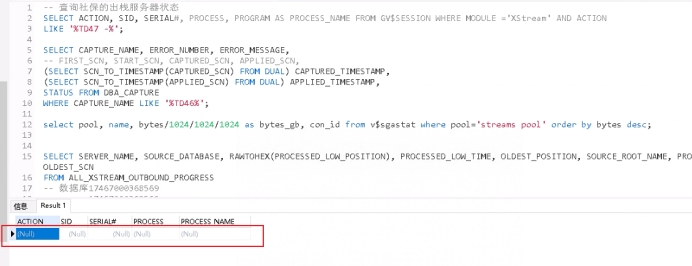 1 -- 查询社保的出栈服务器状态
2 SELECT ACTION, SID, SERIAL#, PROCESS, PROGRAM AS PROCESS_NAME FROM GV$SESSION WHERE MODULE ='XStream' AND ACTION
3 LIKE '%TD47 -%';
4
5 SELECT CAPTURE_NAME, ERROR_NUMBER, ERROR_MESSAGE,
6 -- FIRST_SCN, START_SCN, CAPTURED_SCN, APPLIED_SCN,
7 (SELECT SCN_TO_TIMESTAMP(CAPTURED_SCN) FROM DUAL) CAPTURED_TIMESTAMP,
8 (SELECT SCN_TO_TIMESTAMP(APPLIED_SCN) FROM DUAL) APPLIED_TIMESTAMP,
9 STATUS FROM DBA_CAPTURE
10 WHERE CAPTURE_NAME LIKE '%TD46%';
11
12 select pool, name, bytes/1024/1024/1024 as bytes_gb, con_id from v$sgastat where pool='streams pool' order by bytes desc;
13
14
15 SELECT SERVER_NAME, SOURCE_DATABASE, RAWTOHEX(PROCESSED_LOW_POSITION), PROCESSED_LOW_TIME, OLDEST_POSITION, SOURCE_ROOT_NAME, PRO
OLDEST_SCN
16 FROM ALL_XSTREAM_OUTBOUND_PROGRESS
-- 数据库17467000368569
信息 Result 1
ACTION SID SERIAL# PROCESS PROCESS_NAME
(Null) (Null) (Null) (Null) (Null)